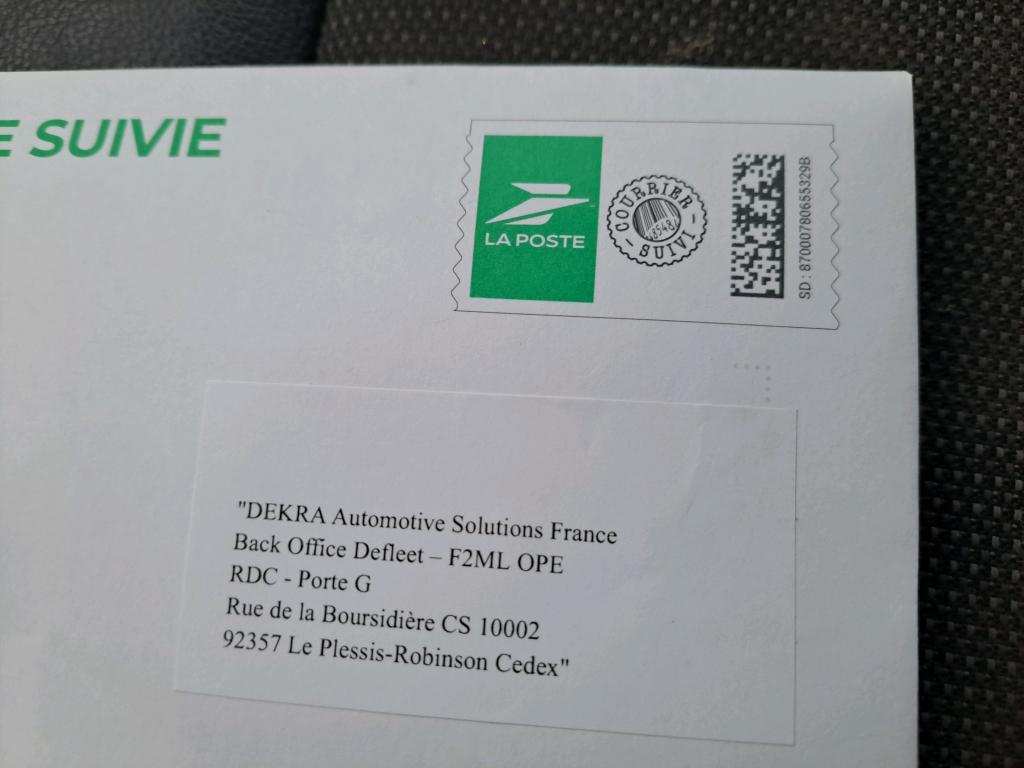 E SUIVIE
LA POSTE
COURRIER
SUIVI
SD : 87000780655329B
"DEKRA Automotive Solutions France
Back Office Defleet – F2ML OPE
RDC - Porte G
Rue de la Boursidière CS 10002
92357 Le Plessis-Robinson Cedex"